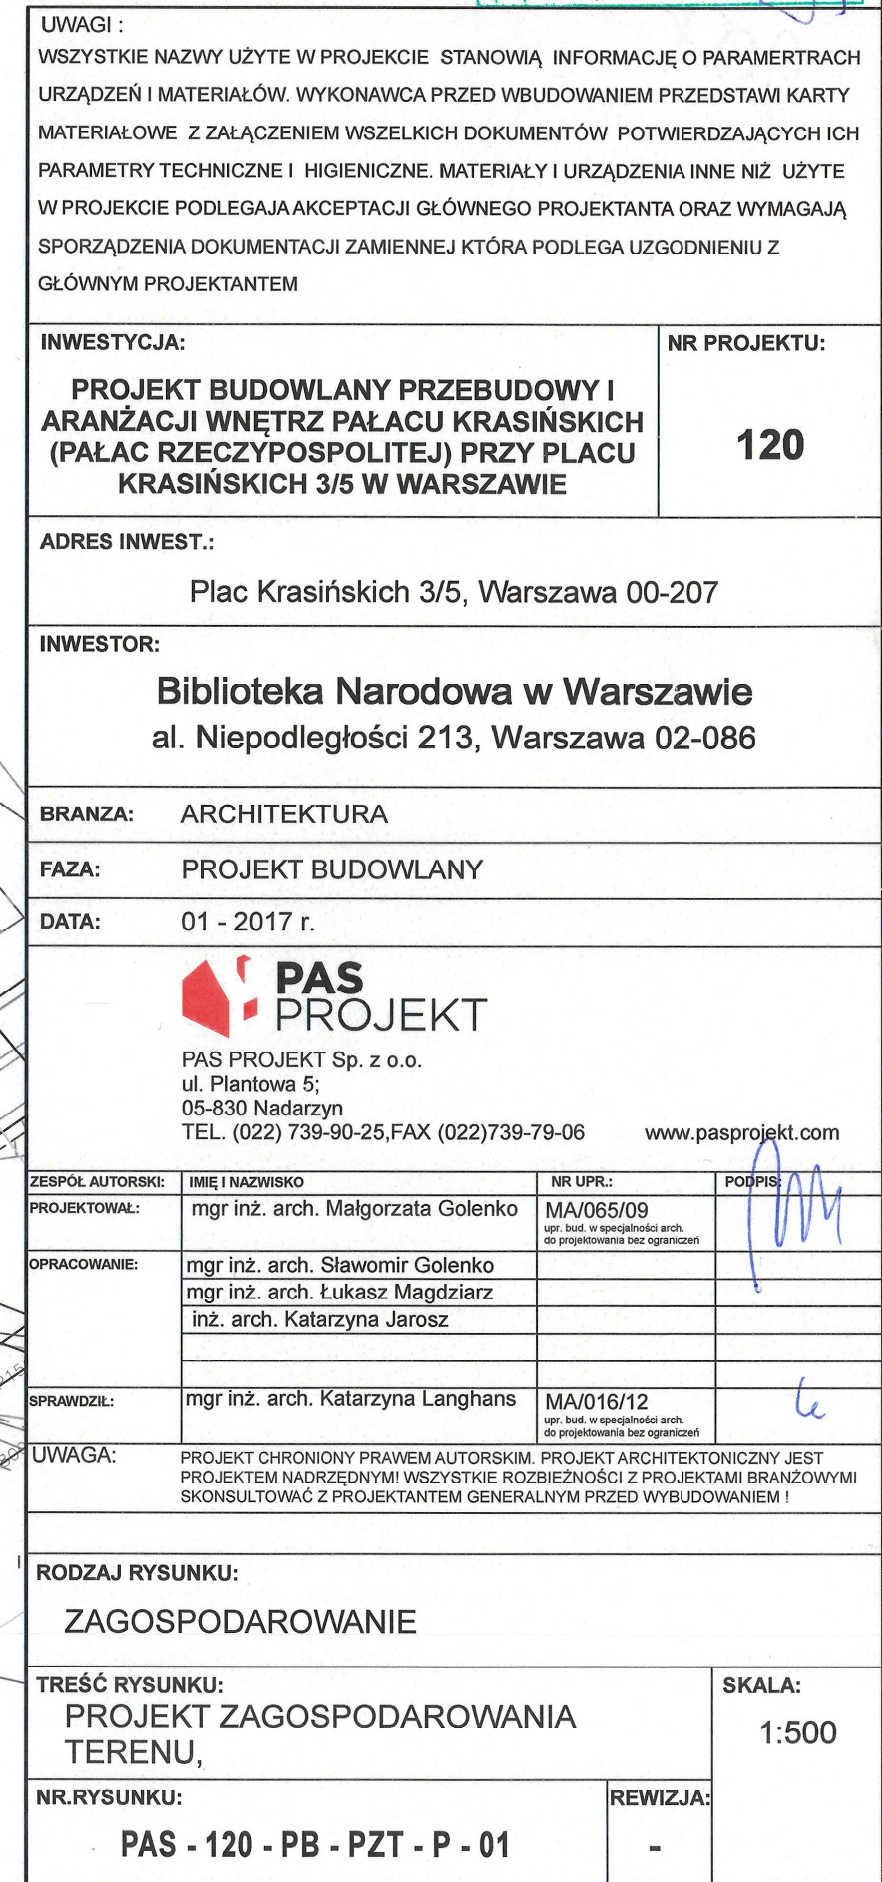 UWAGI :
WSZYSTKIE NAZWY UŻYTE W PROJEKCIE STANOWIĄ INFORMACJĘ O PARAMERTRACH
URZĄDZEŃ I MATERIAŁÓW. WYKONAWCA PRZED WBUDOWANIEM PRZEDSTAWI KARTY
MATERIAŁOWE Z ZAŁĄCZENIEM WSZELKICH DOKUMENTÓW POTWIERDZAJĄCYCH ICH
PARAMETRY TECHNICZNE I HIGIENICZNE. MATERIAŁY I URZĄDZENIA INNE NIŻ UŻYTE
W PROJEKCIE PODLEGAJA AKCEPTACJI GŁÓWNEGO PROJEKTANTA ORAZ WYMAGAJĄ
SPORZĄDZENIA DOKUMENTACJI ZAMIENNEJ KTÓRA PODLEGA UZGODNIENIU Z
GŁÓWNYM PROJEKTANTEM
INWESTYCJA: NR PROJEKTU:
PROJEKT BUDOWLANY PRZEBUDOWY I
ARANŻACJI WNĘTRZ PAŁACU KRASIŃSKICH
(PAŁAC RZECZYPOSPOLITEJ) PRZY PLACU
KRASIŃSKICH 3/5 W WARSZAWIE
120
ADRES INWEST.:
Plac Krasińskich 3/5, Warszawa 00-207
INWESTOR:
Biblioteka Narodowa w Warszawie
al. Niepodległości 213, Warszawa 02-086
BRANZA: ARCHITEKTURA
FAZA: PROJEKT BUDOWLANY
DATA: 01 - 2017 r.
PAS
PROJEKT
PAS PROJEKT Sp. z o.o.
ul. Plantowa 5;
05-830 Nadarzyn
TEL. (022) 739-90-25,FAX (022)739-79-06 www.pasprojekt.com
ZESPÓŁ AUTORSKI: IMIĘ I NAZWISKO NR UPR.: PODPIS:
PROJEKTOWAŁ: mgr inż. arch. Małgorzata Golenko MA/065/09
upr. bud. w specjalności arch.
do projektowania bez ograniczeń
OPRACOWANIE: mgr inż. arch. Sławomir Golenko
mgr inż. arch. Łukasz Magdziarz
inż. arch. Katarzyna Jarosz
SPRAWDZIŁ: mgr inż. arch. Katarzyna Langhans MA/016/12
upr. bud. w specjalności arch.
do projektowania bez ograniczeń
UWAGA: PROJEKT CHRONIONY PRAWEM AUTORSKIM. PROJEKT ARCHITEKTONICZNY JEST
PROJEKTEM NADRZĘDNYM! WSZYSTKIE ROZBIEŻNOŚCI Z PROJEKTAMI BRANŻOWYMI
SKONSULTOWAĆ Z PROJEKTANTEM GENERALNYM PRZED WYBUDOWANIEM !
RODZAJ RYSUNKU:
ZAGOSPODAROWANIE
TREŚĆ RYSUNKU: SKALA:
PROJEKT ZAGOSPODAROWANIA
TERENU,
1:500
NR.RYSUNKU: REWIZJA:
PAS - 120 - PB - PZT - P - 01 -